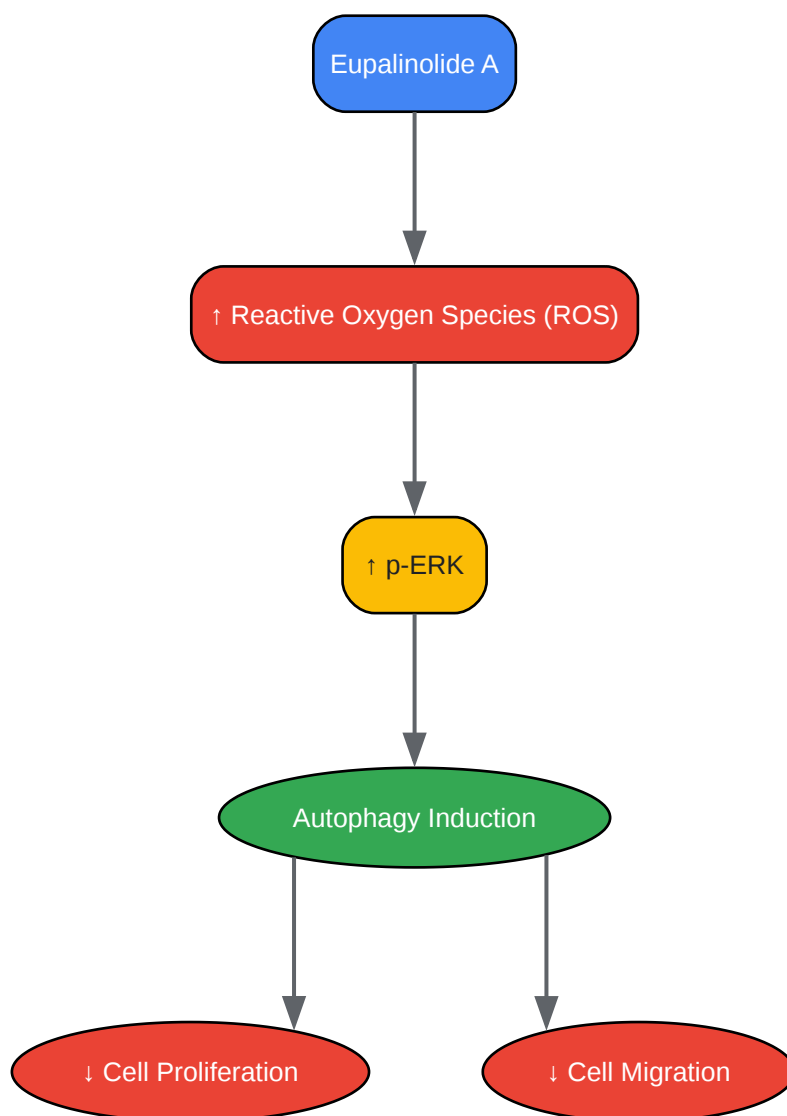 Eupalinolide A
↑ Reactive Oxygen Species (ROS)
↑ p-ERK
Autophagy Induction
↓ Cell Proliferation
↓ Cell Migration